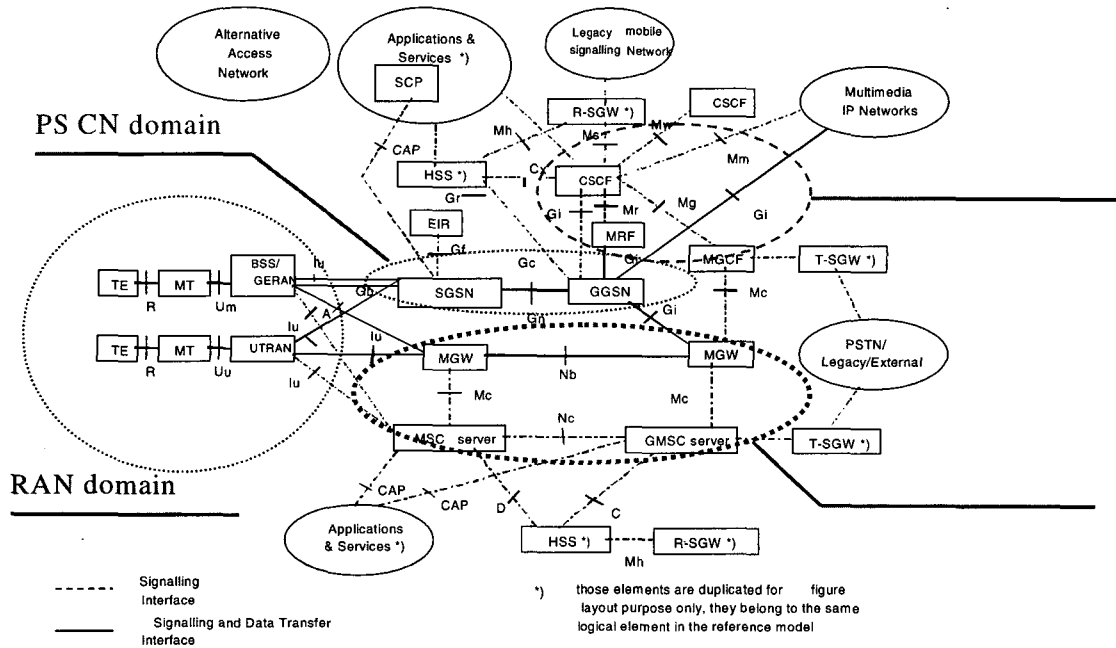 Alternative
Access
Network
Applications &
Services *)
SCP
Legacy mobile
signalling Network
Multimedia
IP Networks
CSCF
R-SGW *)
PS CN domain
Mh
Ms
Mw
Mm
CAP
HSS *)
C
CSCF
Gr
Gi
Mr
Mg
Gi
EIR
MRF
Gf
Gc
Gi
MGCF
T-SGW *)
BSS/
GERAN
Iu
TE
MT
R
Um
Gb
SGSN
GGSN
Mc
Gn
Gi
A
Iu
TE
MT
UTRAN
Iu
MGW
MGW
PSTN/
Legacy/External
R
Uu
Iu
Nb
Mc
Mc
Nc
MSC server
GMSC server
T-SGW *)
RAN domain
CAP
CAP
D
C
Applications
& Services *)
HSS *)
R-SGW *)
Mh
Signalling
Interface
Signalling and Data Transfer
Interface
*) those elements are duplicated for figure
layout purpose only, they belong to the same
logical element in the reference model